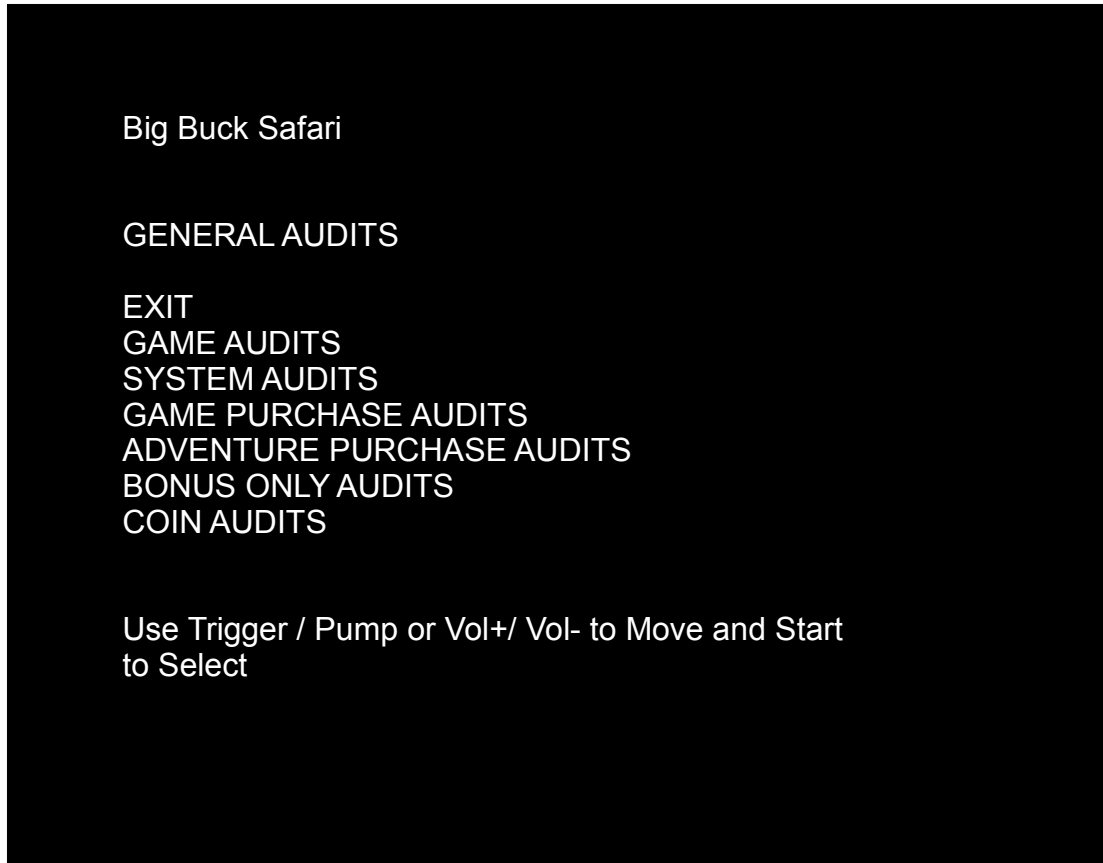 Big Buck Safari
GENERAL AUDITS
EXIT
GAME AUDITS
SYSTEM AUDITS
GAME PURCHASE AUDITS
ADVENTURE PURCHASE AUDITS
BONUS ONLY AUDITS
COIN AUDITS
Use Trigger / Pump or Vol+/ Vol- to Move and Start
to Select